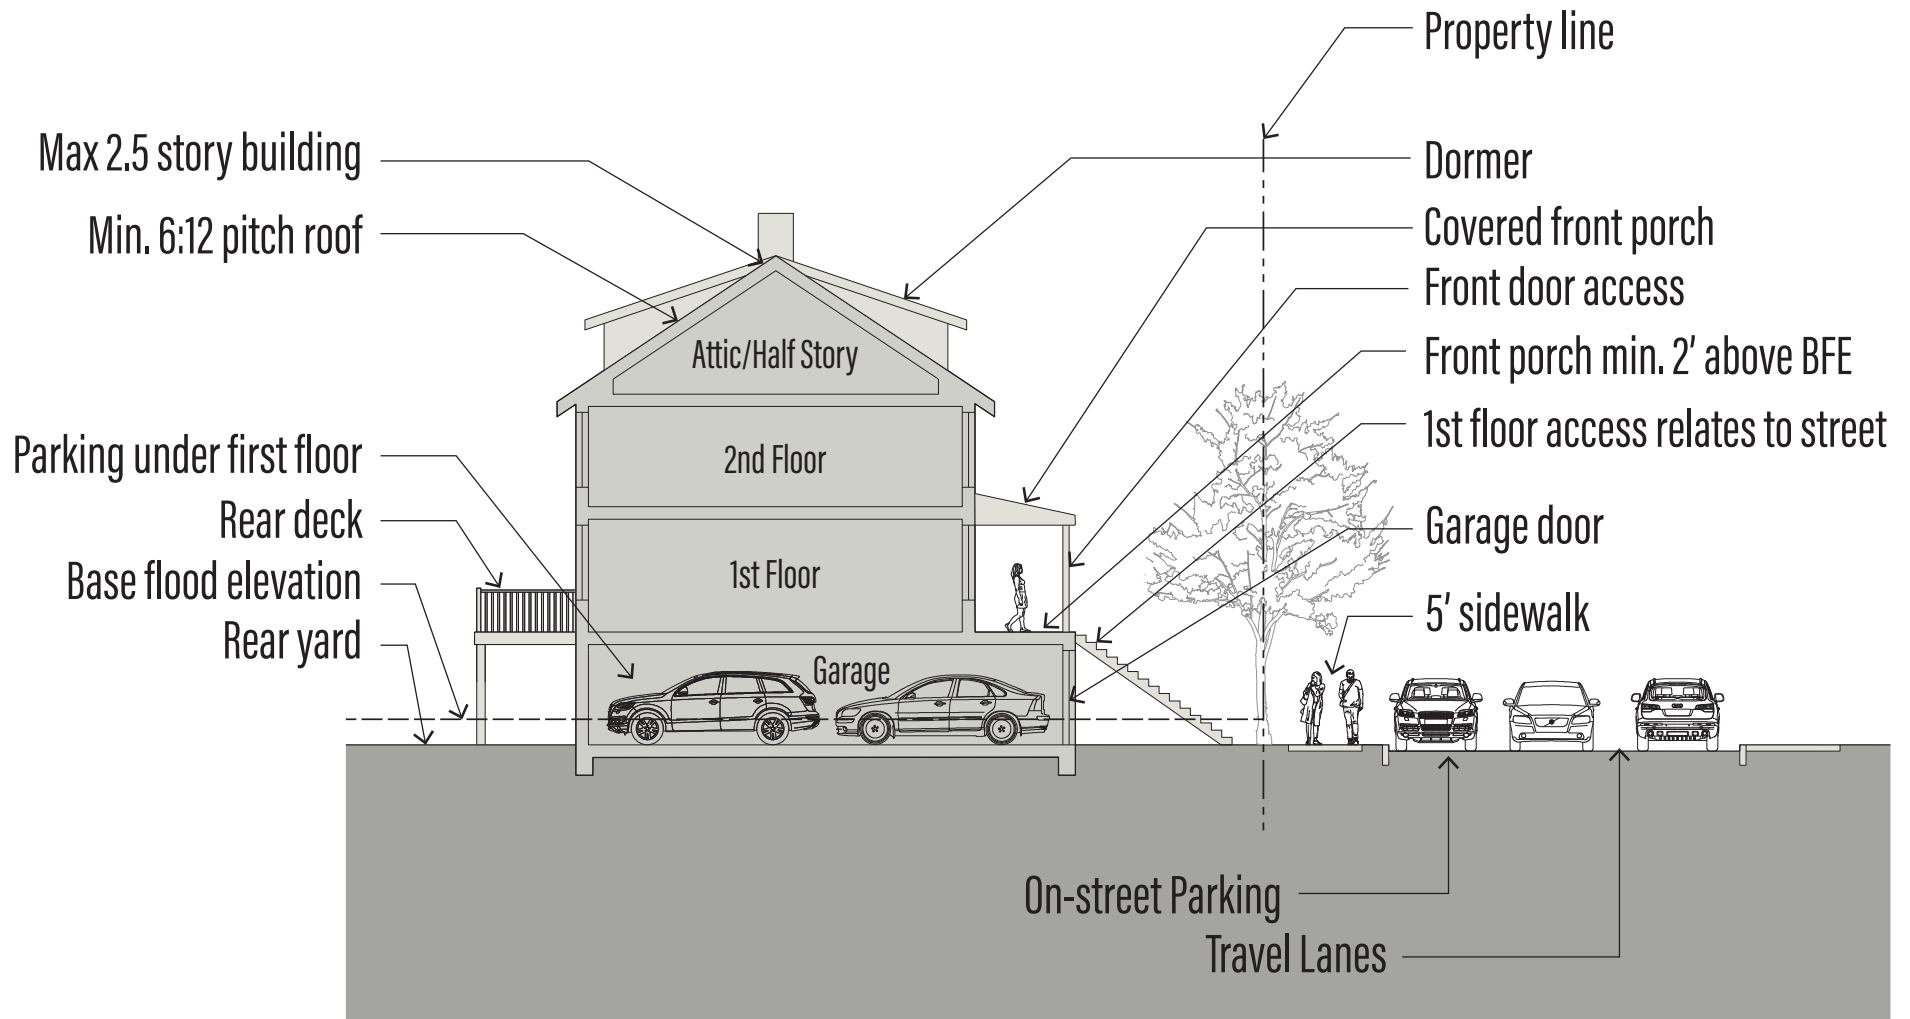 Property line
Max 2.5 story building
Dormer
Min. 6:12 pitch roof
Covered front porch
Front door access
Attic/Half Story
Front porch min. 2’ above BFE
1st floor access relates to street
Parking under first floor
2nd Floor
Rear deck
Garage door
Base flood elevation
1st Floor
5’ sidewalk
Rear yard
Garage
On-street Parking
Travel Lanes